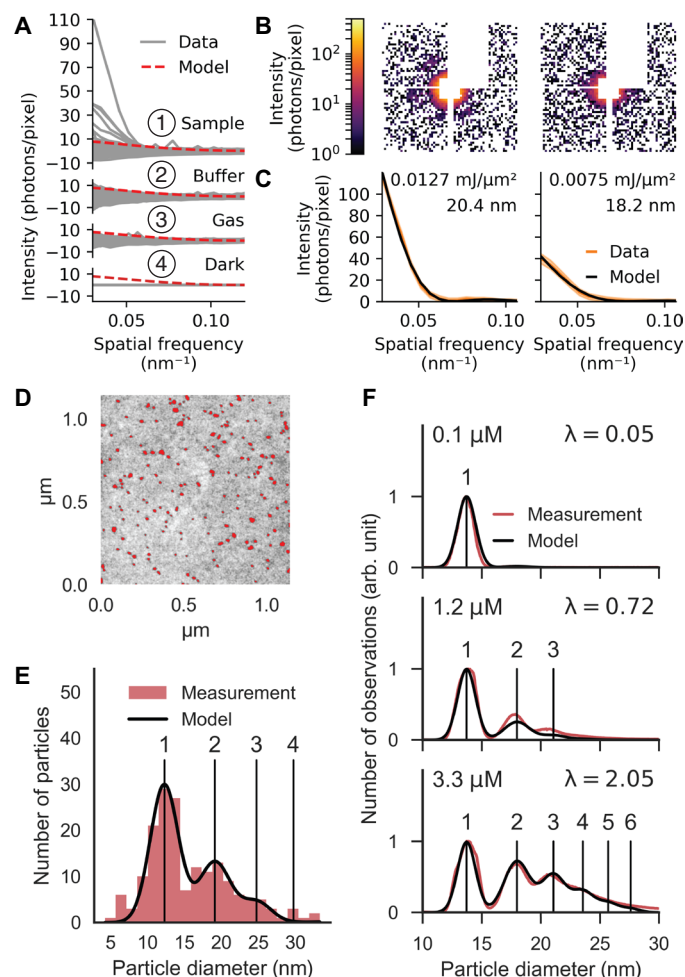 A
110
90
70
50
30
10
−10
Data
Model
1
Sample
10
−10
2
Buffer
10
−10
3
Gas
10
−10
4
Dark
Intensity (photons/pixel)
0.05
0.10
Spatial frequency
(nm⁻¹)
B
Intensity
(photons/pixel)
10²
10¹
10⁰
C
Intensity
(photons/pixel)
100
50
0
0.0127 mJ/μm²
20.4 nm
0.0075 mJ/μm²
18.2 nm
Data
Model
0.05
0.10
0.05
0.10
Spatial frequency
(nm⁻¹)
Spatial frequency
(nm⁻¹)
D
1.0
0.5
0.0
μm
0.0
0.5
1.0
μm
E
50
40
30
20
10
0
Number of particles
Measurement
Model
1
2
3
4
5
10
15
20
25
30
Particle diameter (nm)
F
Number of observations (arb. unit)
0.1 μM
λ = 0.05
1
1
0
Measurement
Model
1.2 μM
λ = 0.72
1
2
3
1
0
3.3 μM
λ = 2.05
1
2
3
4
5
6
1
0
10
15
20
25
30
Particle diameter (nm)